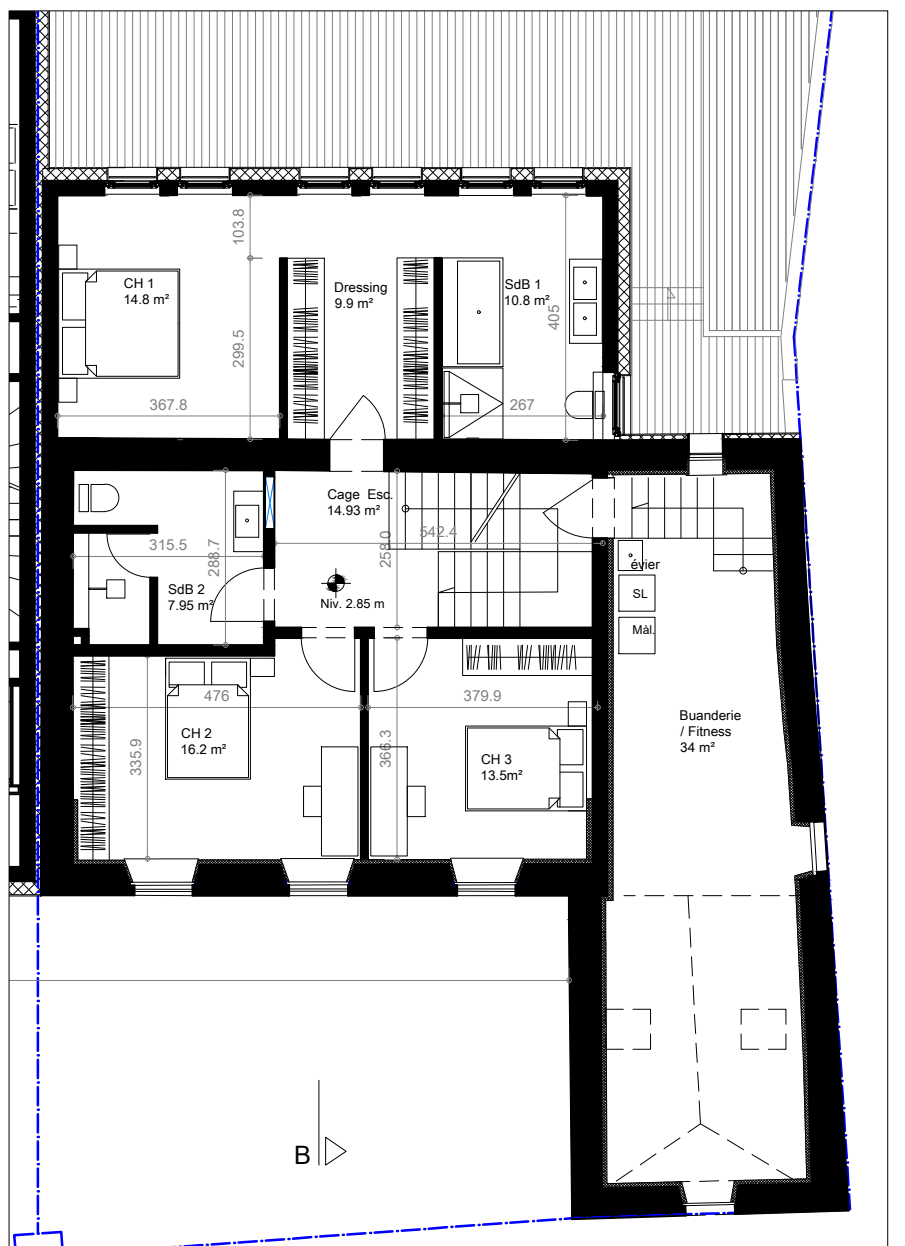 103.8
CH 1
14.8 m²
Dressing
9.9 m²
SdB 1
10.8 m²
405
299.5
367.8
267
Cage Esc.
14.93 m²
542.4
258.0
315.5
288.7
SdB 2
7.95 m²
Niv. 2.85 m
évier
SL
Màl.
476
379.9
CH 2
16.2 m²
335.9
366.3
CH 3
13.5m²
Buanderie
/ Fitness
34 m²
B